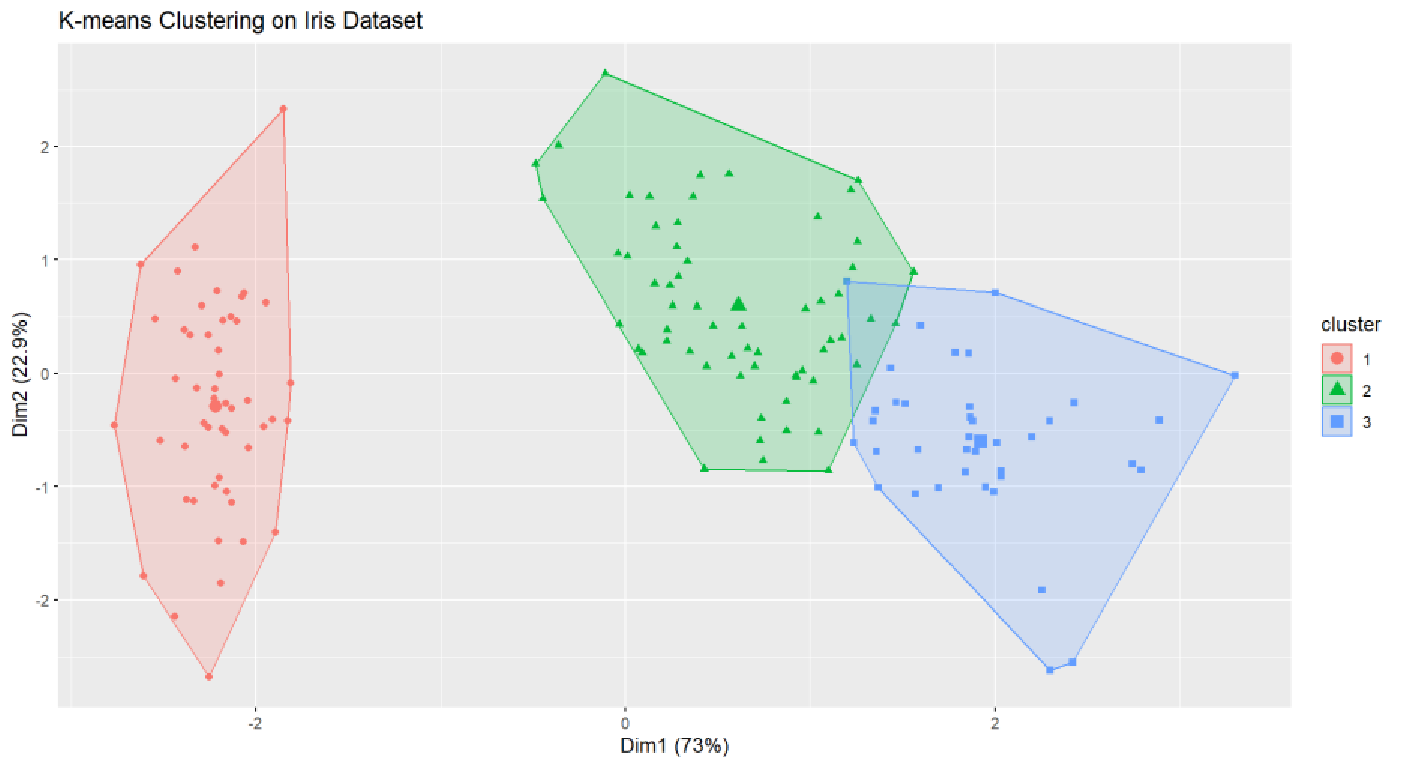 K-means Clustering on Iris Dataset
2
1
0
-1
-2
Dim2 (22.9%)
-2
0
2
Dim1 (73%)
cluster
1
2
3